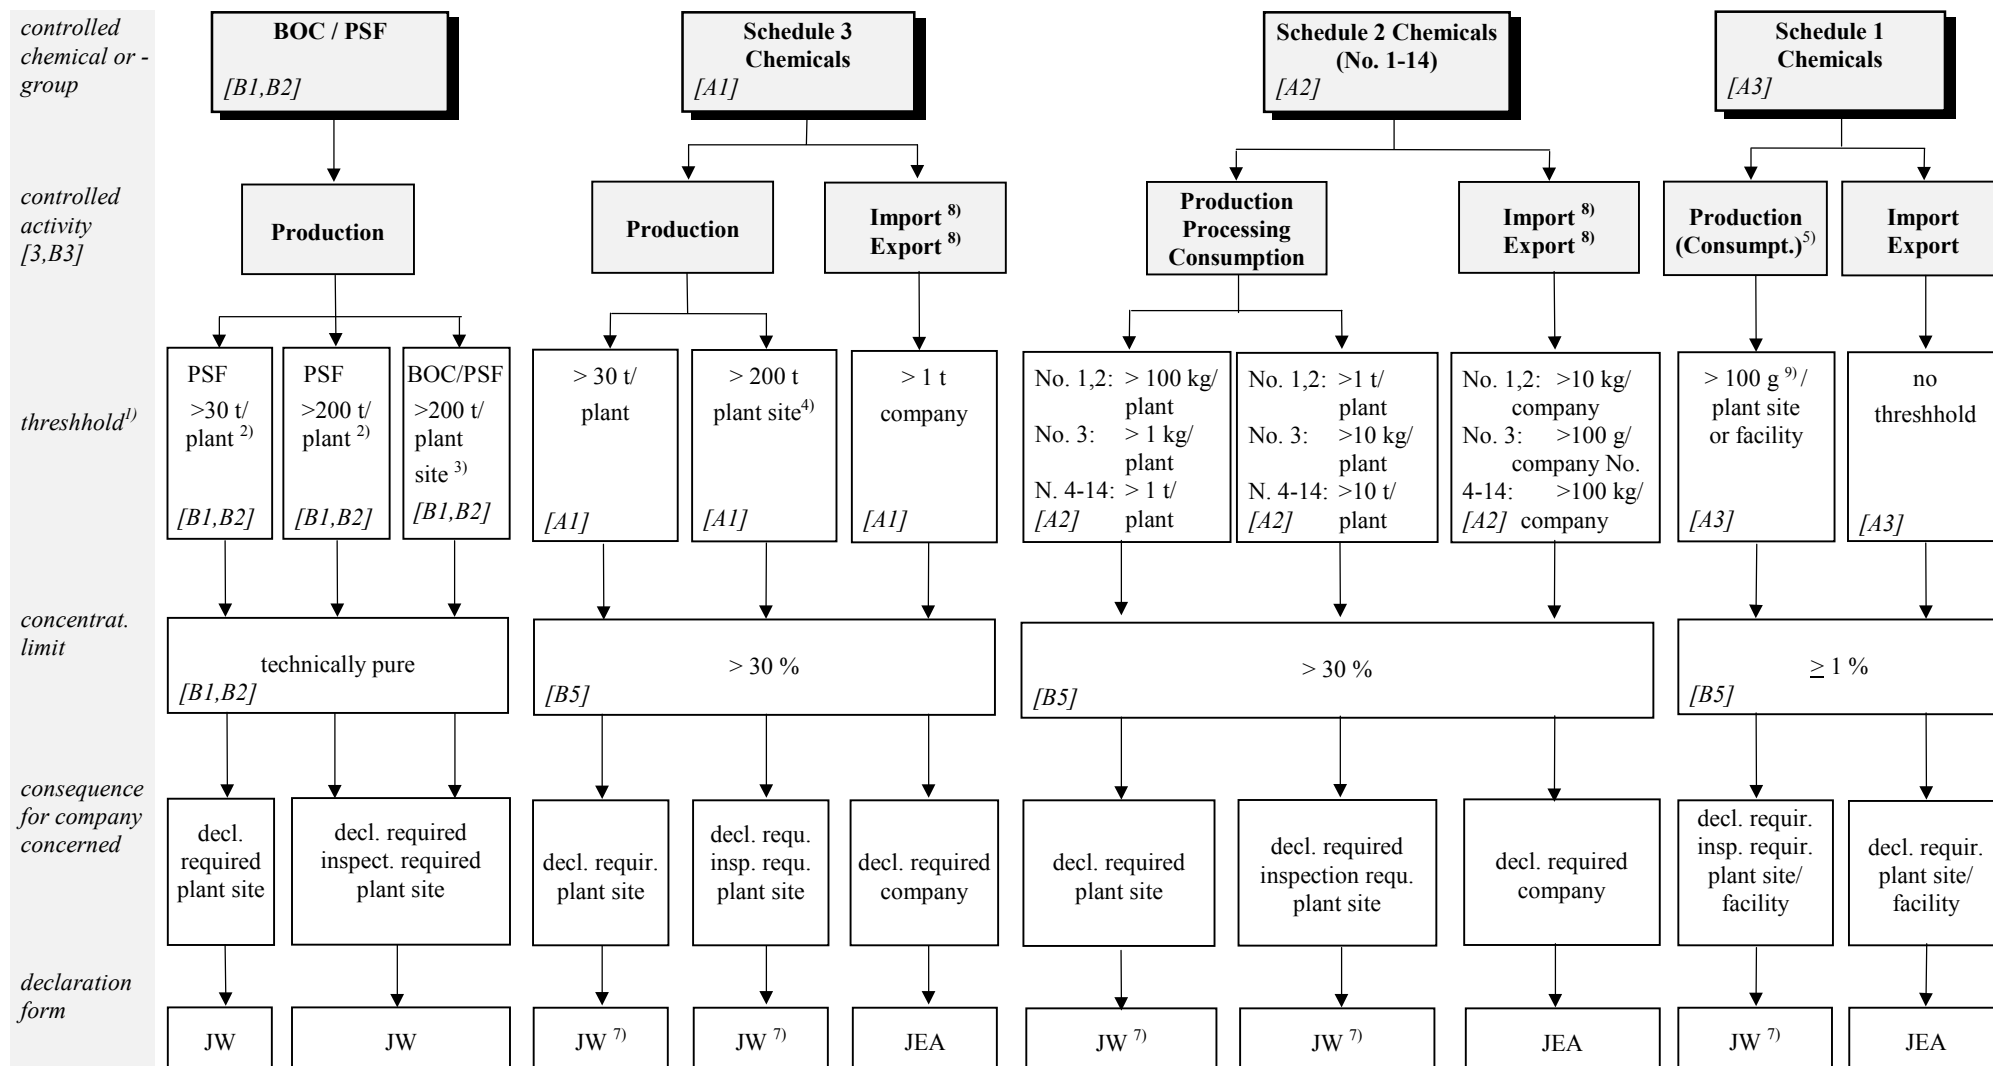 controlled
chemical or -
group
BOC / PSF
[B1,B2]
Schedule 3
Chemicals
[A1]
Schedule 2 Chemicals
(No. 1-14)
[A2]
Schedule 1
Chemicals
[A3]
controlled
activity
[3,B3]
Production
Production
Import 8)
Export 8)
Production
Processing
Consumption
Import 8)
Export 8)
Production
(Consumpt.)5)
Import
Export
threshhold1)
PSF
>30 t/
plant 2)
[B1,B2]
PSF
>200 t/
plant 2)
[B1,B2]
BOC/PSF
>200 t/
plant
site 3)
[B1,B2]
> 30 t/
plant
[A1]
> 200 t
plant site4)
[A1]
> 1 t
company
[A1]
No. 1,2: > 100 kg/
plant
No. 3: > 1 kg/
plant
N. 4-14: > 1 t/
[A2] plant
No. 1,2: >1 t/
plant
No. 3: >10 kg/
plant
N. 4-14: >10 t/
[A2] plant
No. 1,2: >10 kg/
company
No. 3: >100 g/
company No.
4-14: >100 kg/
[A2] company
> 100 g 9)/
plant site
or facility
[A3]
no
threshhold
[A3]
concentrat.
limit
technically pure
[B1,B2]
> 30 %
[B5]
> 30 %
[B5]
≥ 1 %
[B5]
consequence
for company
concerned
decl.
required
plant site
decl. required
inspect. required
plant site
decl. requir.
plant site
decl. requ.
insp. requ.
plant site
decl. required
company
decl. required
plant site
decl. required
inspection requ.
plant site
decl. required
company
decl. requir.
insp. requir.
plant site/
facility
decl. requir.
plant site/
facility
declaration
form
JW
JW
JW 7)
JW 7)
JEA
JW 7)
JW 7)
JEA
JW 7)
JEA